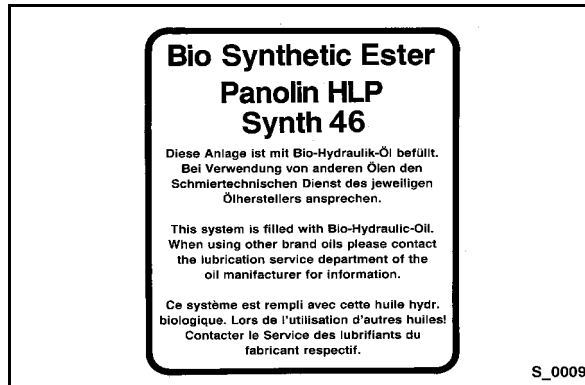 Bio Synthetic Ester
Panolin HLP
Synth 46
Diese Anlage ist mit Bio-Hydraulik-Öl befüllt.
Bei Verwendung von anderen Ölen den
Schmiertechnischen Dienst des jeweiligen
Ölherstellers ansprechen.
This system is filled with Bio-Hydraulic-Oil.
When using other brand oils please contact
the lubrication service department of the
oil manifacturer for information.
Ce système est rempli avec cette huile hydr.
biologique. Lors de l'utilisation d'autres huiles!
Contacter le Service des lubrifiants du
fabricant respectif.
S_0009